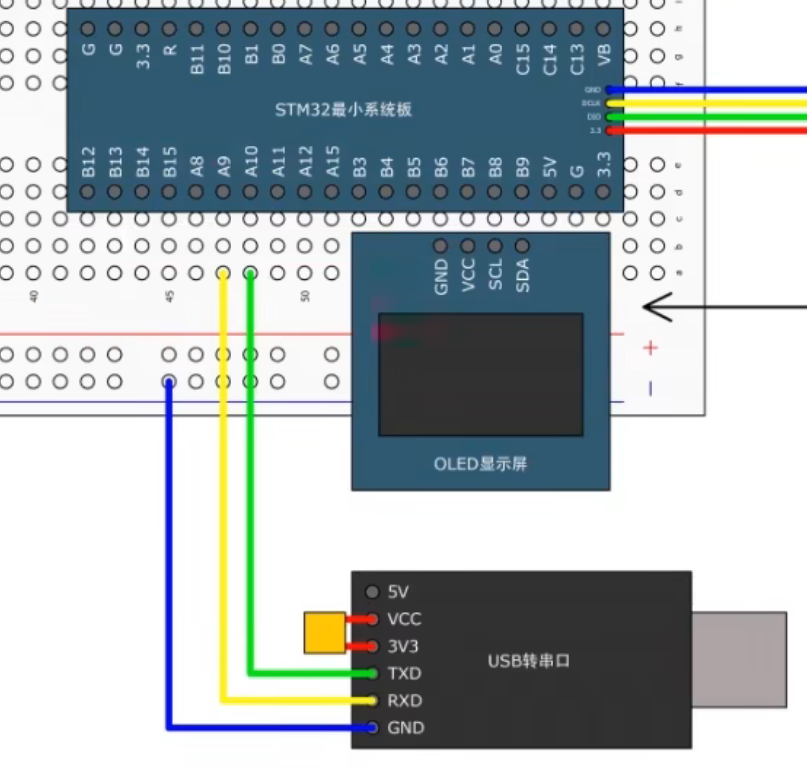 h
g
f
G G 3.3 R B11 B10 B1 B0 A7 A6 A5 A4 A3 A2 A1 A0 C15 C14 C13 VB
GND
DCLK
DIO
3.3
STM32最小系统板
B12 B13 B14 B15 A8 A9 A10 A11 A12 A15 B3 B4 B5 B6 B7 B8 B9 5V G 3.3
e
d
c
b
a
GND VCC SCL SDA
40 45 50
+
−
OLED显示屏
5V
VCC
3V3
TXD
RXD
GND
USB转串口